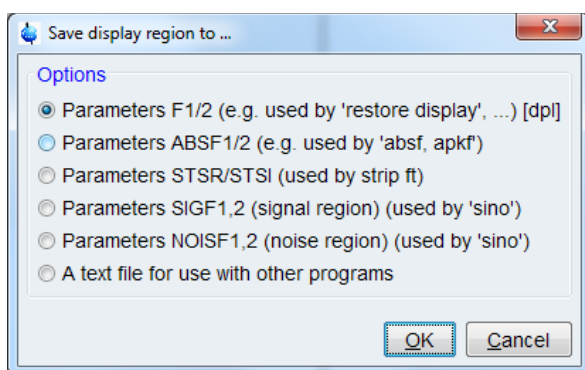 Save display region to ...
Options
Parameters F1/2 (e.g. used by 'restore display', ...) [dpl]
Parameters ABSF1/2 (e.g. used by 'absf, apkf')
Parameters STSR/STSI (used by strip ft)
Parameters SIGF1,2 (signal region) (used by 'sino')
Parameters NOISF1,2 (noise region) (used by 'sino')
A text file for use with other programs
OK Cancel